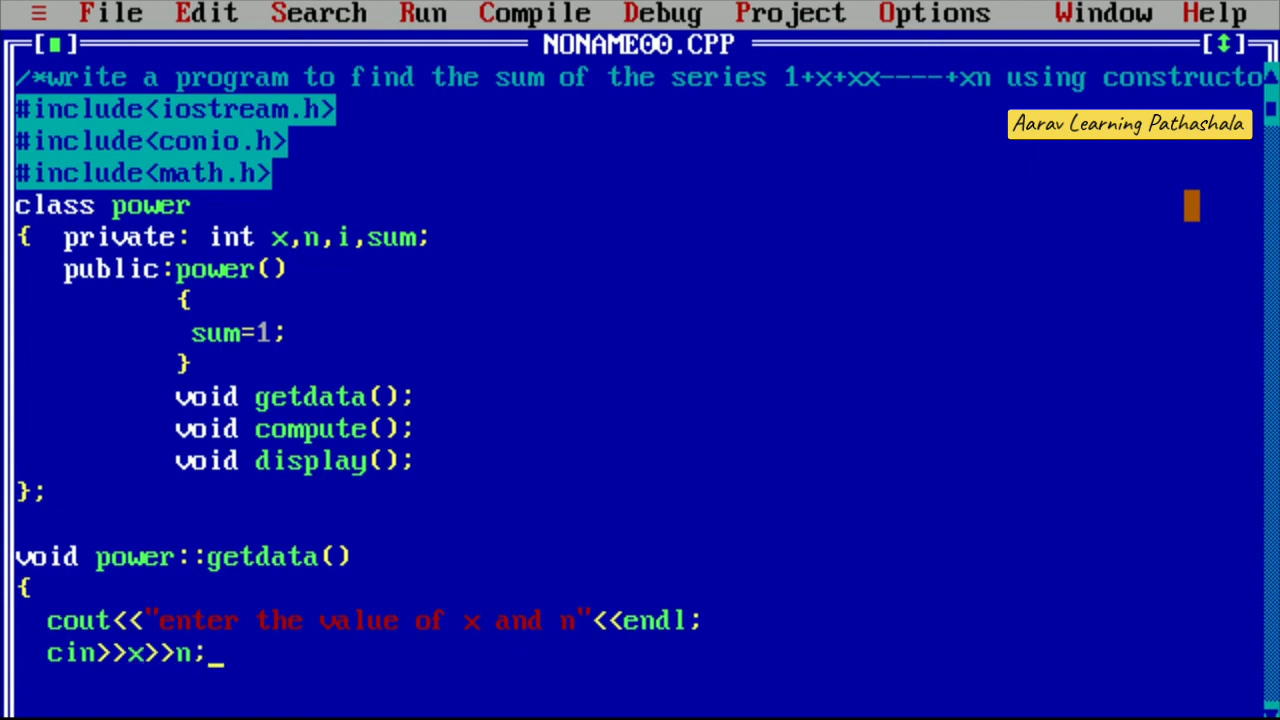 ≡ File Edit Search Run Compile Debug Project Options Window Help
[■] NONAME00.CPP [↕]
/*write a program to find the sum of the series 1+x+xx----+xn using constructo
#include<iostream.h>
Aarav Learning Pathashala
#include<conio.h>
#include<math.h>
class power
{  private: int x,n,i,sum;
   public:power()
          {
           sum=1;
          }
          void getdata();
          void compute();
          void display();
};
void power::getdata()
{
  cout<<"enter the value of x and n"<<endl;
  cin>>x>>n;_